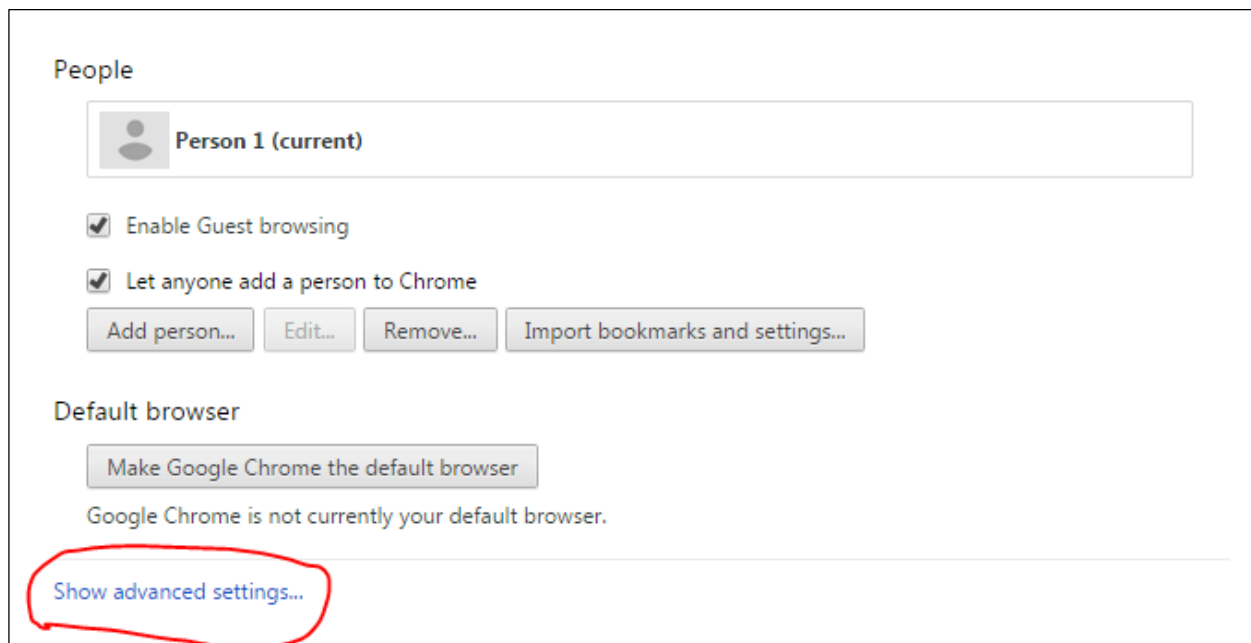 People
Person 1 (current)
Enable Guest browsing
Let anyone add a person to Chrome
Add person... Edit... Remove... Import bookmarks and settings...
Default browser
Make Google Chrome the default browser
Google Chrome is not currently your default browser.
Show advanced settings...